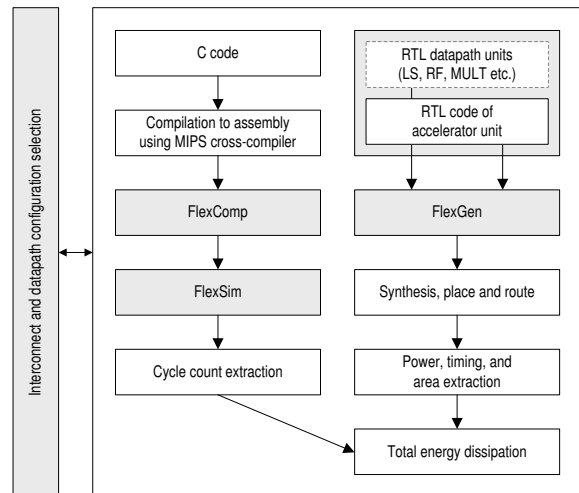 Interconnect and datapath configuration selection
C code
Compilation to assembly
using MIPS cross-compiler
FlexComp
FlexSim
Cycle count extraction
RTL datapath units
(LS, RF, MULT etc.)
RTL code of
accelerator unit
FlexGen
Synthesis, place and route
Power, timing, and
area extraction
Total energy dissipation